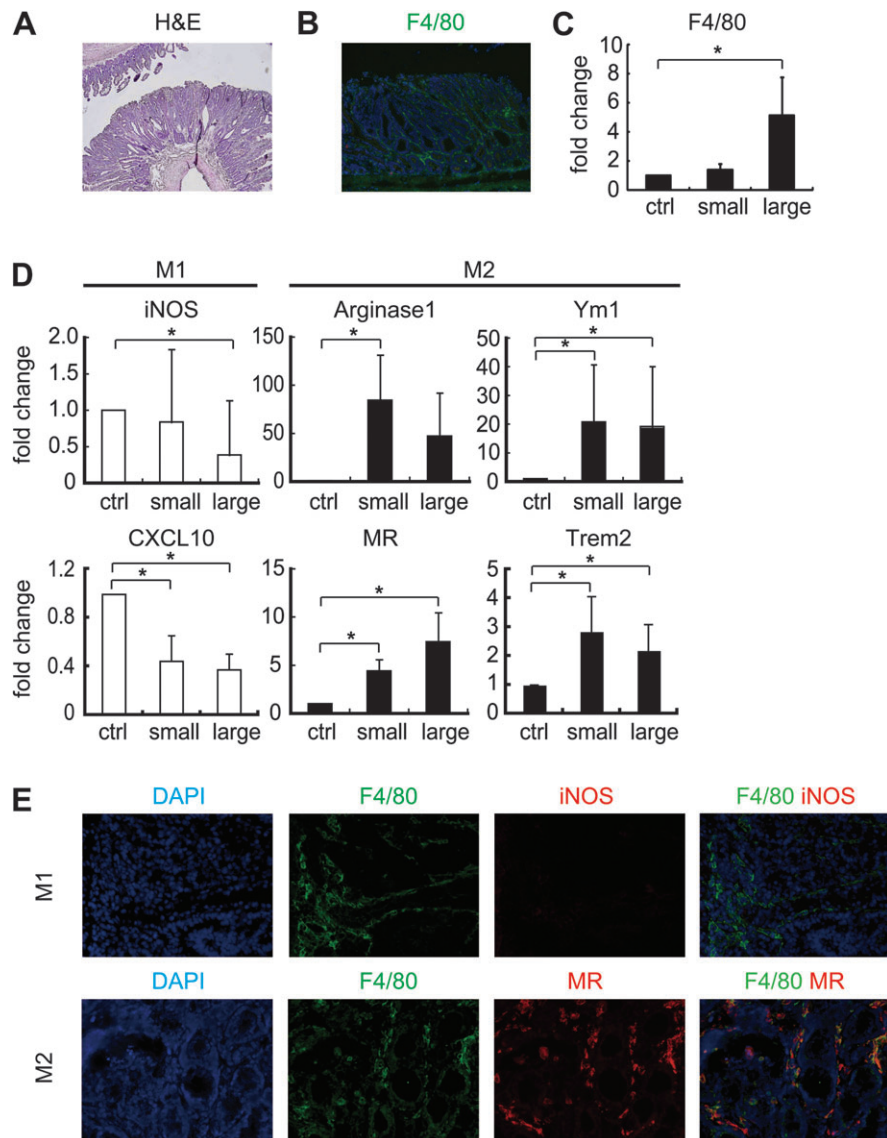 A
H&E
B
F4/80
C
F4/80
fold change
10
8
6
4
2
0
*
ctrl small large
D
M1
M2
iNOS
fold change
2.0
1.5
1.0
0.5
0
*
ctrl small large
Arginase1
150
100
50
0
*
ctrl small large
Ym1
50
40
30
20
10
0
*
*
ctrl small large
CXCL10
fold change
1.2
0.8
0.4
0
*
*
ctrl small large
MR
15
10
5
0
*
*
ctrl small large
Trem2
5
4
3
2
1
0
*
*
ctrl small large
E
DAPI F4/80 iNOS F4/80 iNOS
M1
DAPI F4/80 MR F4/80 MR
M2